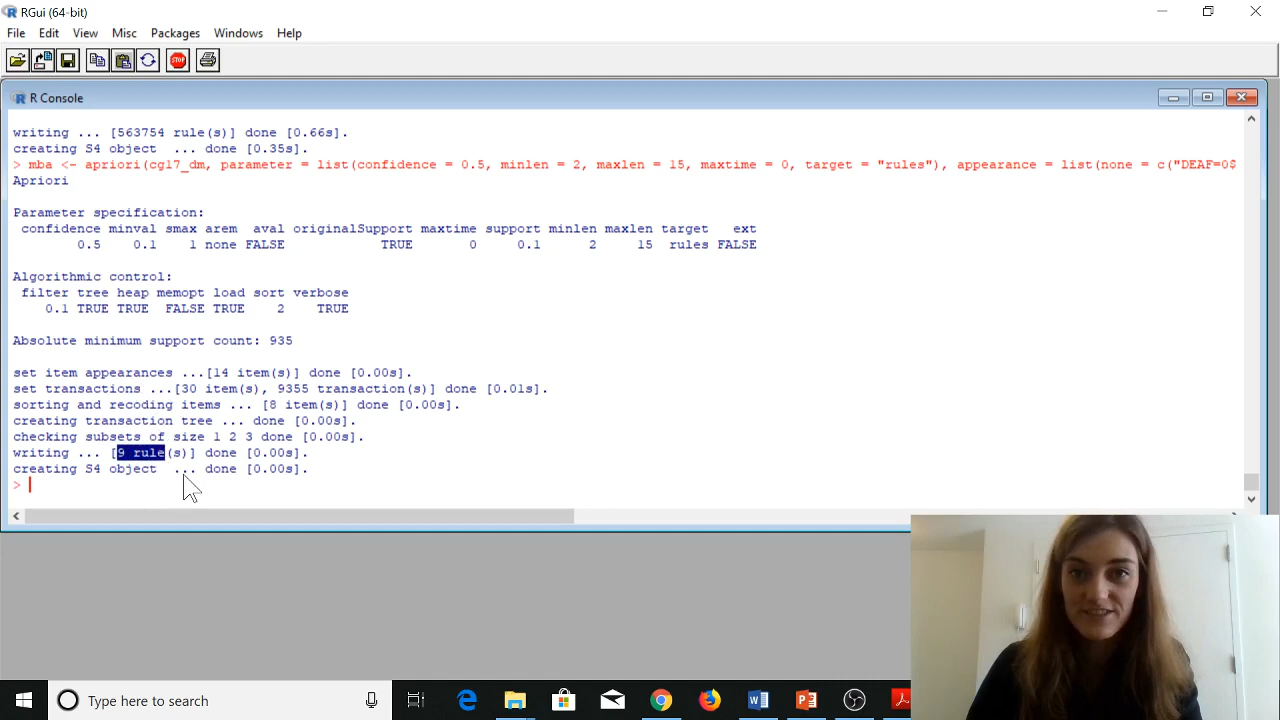 RGui (64-bit)
File Edit View Misc Packages Windows Help
R Console
writing ... [563754 rule(s)] done [0.66s].
creating S4 object  ... done [0.35s].
> mba <- apriori(cg17_dm, parameter = list(confidence = 0.5, minlen = 2, maxlen = 15, maxtime = 0, target = "rules"), appearance = list(none = c("DEAF=0$
Apriori
Parameter specification:
confidence minval smax arem  aval originalSupport maxtime support minlen maxlen target   ext
0.5    0.1    1 none FALSE            TRUE       0     0.1      2     15  rules FALSE
Algorithmic control:
filter tree heap memopt load sort verbose
0.1 TRUE TRUE  FALSE TRUE    2    TRUE
Absolute minimum support count: 935
set item appearances ...[14 item(s)] done [0.00s].
set transactions ...[30 item(s), 9355 transaction(s)] done [0.01s].
sorting and recoding items ... [8 item(s)] done [0.00s].
creating transaction tree ... done [0.00s].
checking subsets of size 1 2 3 done [0.00s].
writing ... [9 rule(s)] done [0.00s].
creating S4 object  ... done [0.00s].
>
Type here to search